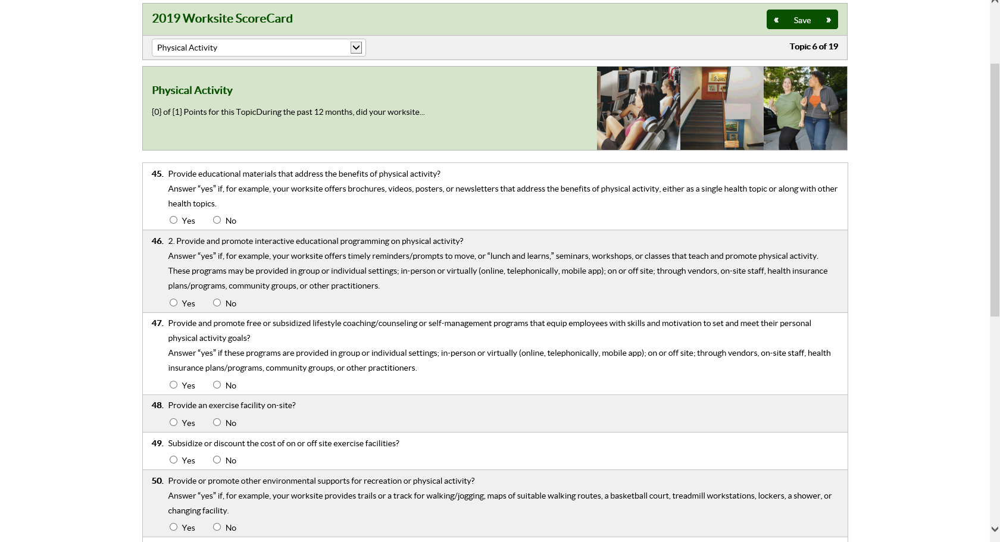 2019 Worksite ScoreCard
« Save »
Physical Activity
Topic 6 of 19
Physical Activity
{0} of {1} Points for this TopicDuring the past 12 months, did your worksite...
45. Provide educational materials that address the benefits of physical activity?
Answer “yes” if, for example, your worksite offers brochures, videos, posters, or newsletters that address the benefits of physical activity, either as a single health topic or along with other
health topics.
Yes No
46. 2. Provide and promote interactive educational programming on physical activity?
Answer “yes” if, for example, your worksite offers timely reminders/prompts to move, or “lunch and learns,” seminars, workshops, or classes that teach and promote physical activity.
These programs may be provided in group or individual settings; in-person or virtually (online, telephonically, mobile app); on or off site; through vendors, on-site staff, health insurance
plans/programs, community groups, or other practitioners.
Yes No
47. Provide and promote free or subsidized lifestyle coaching/counseling or self-management programs that equip employees with skills and motivation to set and meet their personal
physical activity goals?
Answer “yes” if these programs are provided in group or individual settings; in-person or virtually (online, telephonically, mobile app); on or off site; through vendors, on-site staff, health
insurance plans/programs, community groups, or other practitioners.
Yes No
48. Provide an exercise facility on-site?
Yes No
49. Subsidize or discount the cost of on or off site exercise facilities?
Yes No
50. Provide or promote other environmental supports for recreation or physical activity?
Answer “yes” if, for example, your worksite provides trails or a track for walking/jogging, maps of suitable walking routes, a basketball court, treadmill workstations, lockers, a shower, or
changing facility.
Yes No